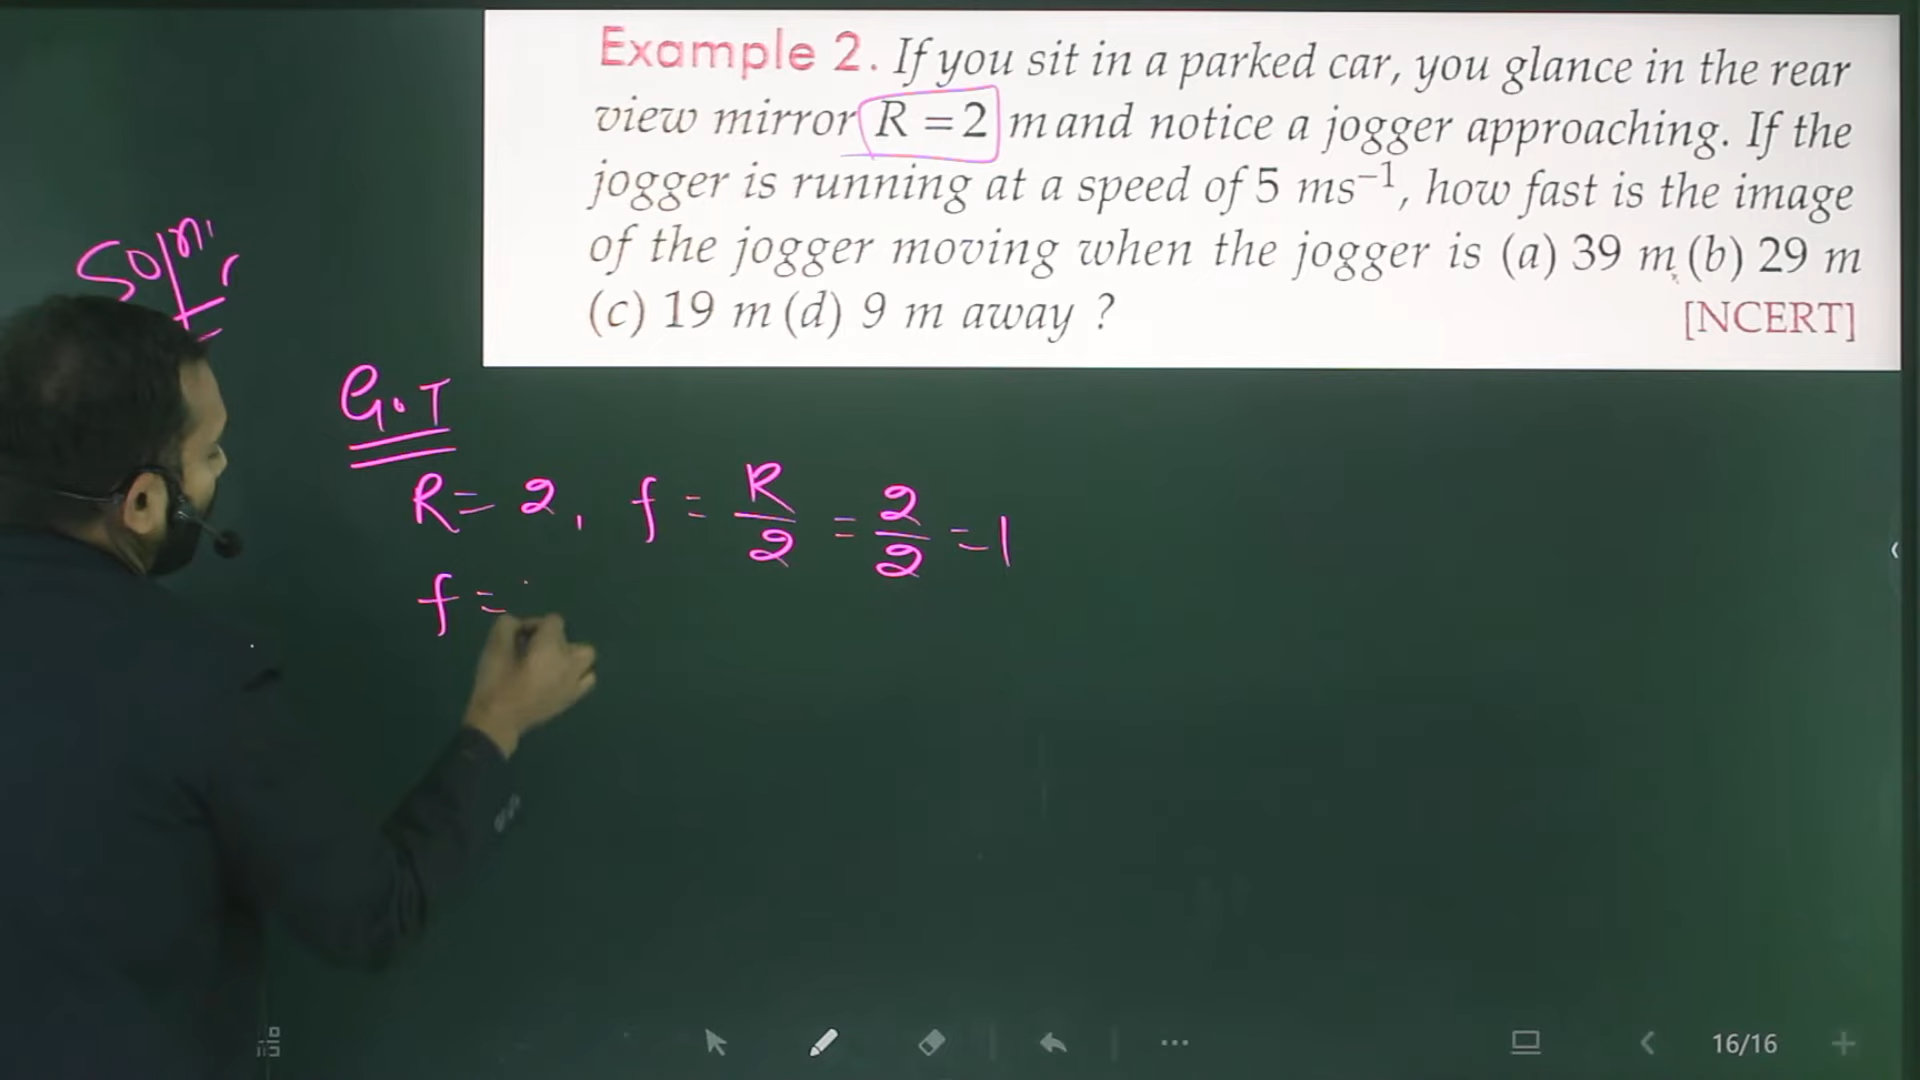 Example 2. If you sit in a parked car, you glance in the rear
view mirror R = 2 m and notice a jogger approaching. If the
jogger is running at a speed of 5 ms⁻¹, how fast is the image
of the jogger moving when the jogger is (a) 39 m (b) 29 m
(c) 19 m (d) 9 m away ?
[NCERT]
Soln:
G.T
R = 2, f = R/2 = 2/2 = 1
f =
16/16